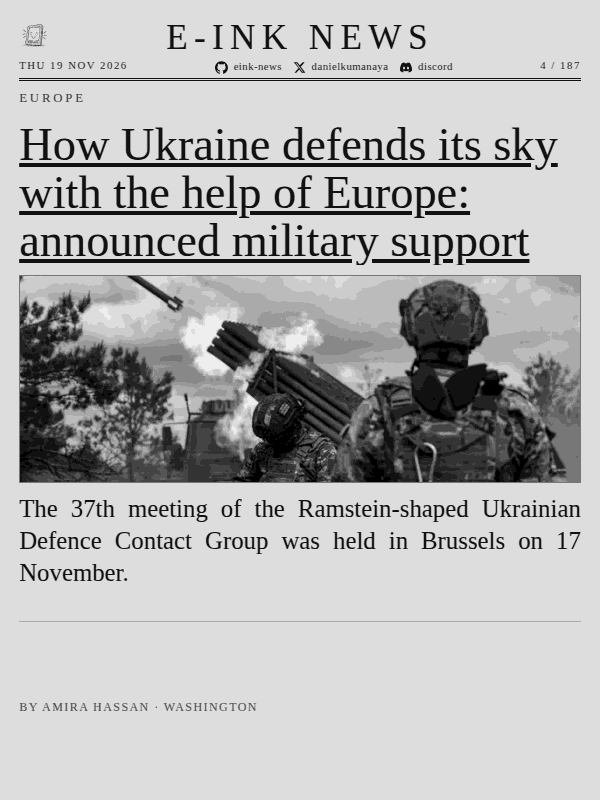 E-INK NEWS
THU 19 NOV 2026
eink-news danielkumanaya discord
4 / 187
EUROPE
How Ukraine defends its sky
with the help of Europe:
announced military support
The 37th meeting of the Ramstein-shaped Ukrainian
Defence Contact Group was held in Brussels on 17
November.
BY AMIRA HASSAN · WASHINGTON